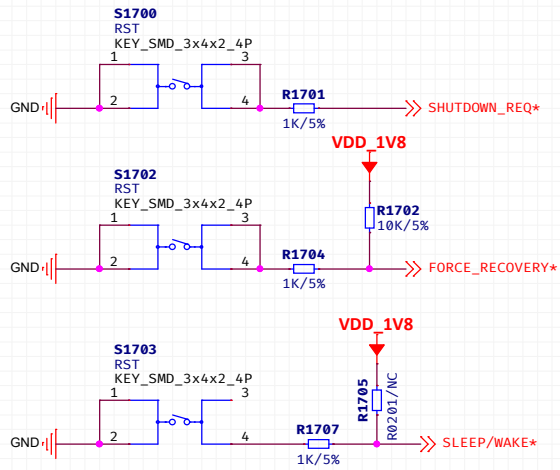 S1700
RST
KEY_SMD_3x4x2_4P
1
3
2
4
GND
R1701
1K/5%
SHUTDOWN_REQ*
VDD_1V8
S1702
RST
KEY_SMD_3x4x2_4P
1
3
2
4
GND
R1702
10K/5%
R1704
1K/5%
FORCE_RECOVERY*
VDD_1V8
S1703
RST
KEY_SMD_3x4x2_4P
1
3
2
4
GND
R1705
R0201/NC
R1707
1K/5%
SLEEP/WAKE*